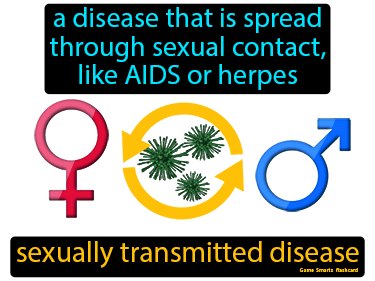 a disease that is spread
through sexual contact,
like AIDS or herpes
sexually transmitted disease
Game Smartz flashcard